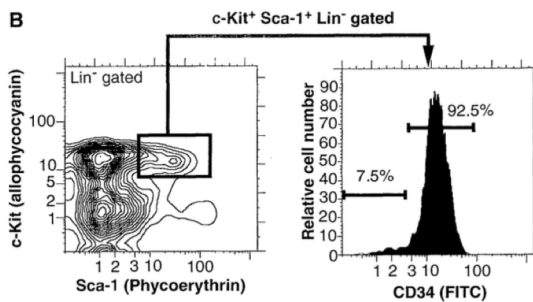 B
c-Kit⁺ Sca-1⁺ Lin⁻ gated
Lin⁻ gated
c-Kit (allophycocyanin)
100
10
5
2
1
1 2 3 10 100
Sca-1 (Phycoerythrin)
Relative cell number
90
80
70
60
50
40
30
20
10
0
92.5%
7.5%
1 2 3 10 100
CD34 (FITC)